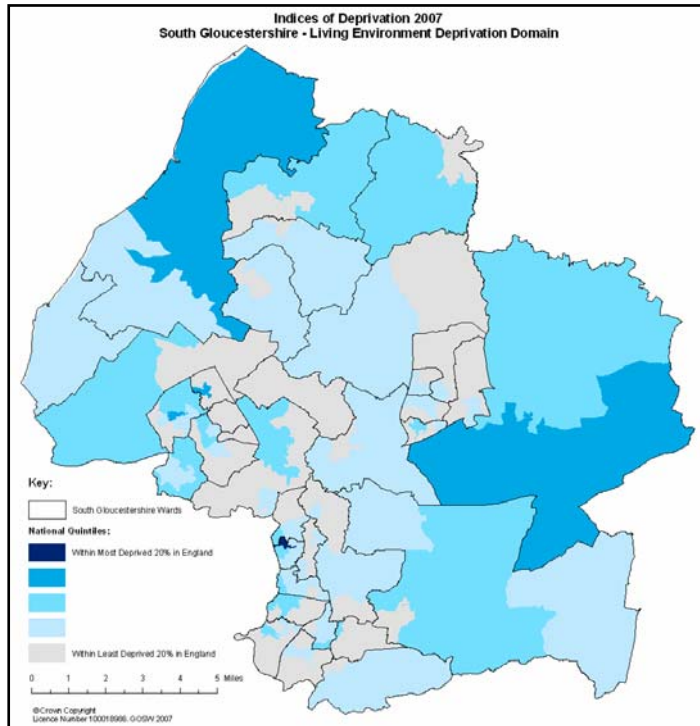 Indices of Deprivation 2007
South Gloucestershire - Living Environment Deprivation Domain
Key:
South Gloucestershire Wards
National Quintiles:
Within Most Deprived 20% in England
Within Least Deprived 20% in England
0 1 2 3 4 5 Miles
©Crown Copyright
Licence Number 100018986. GOSW 2007